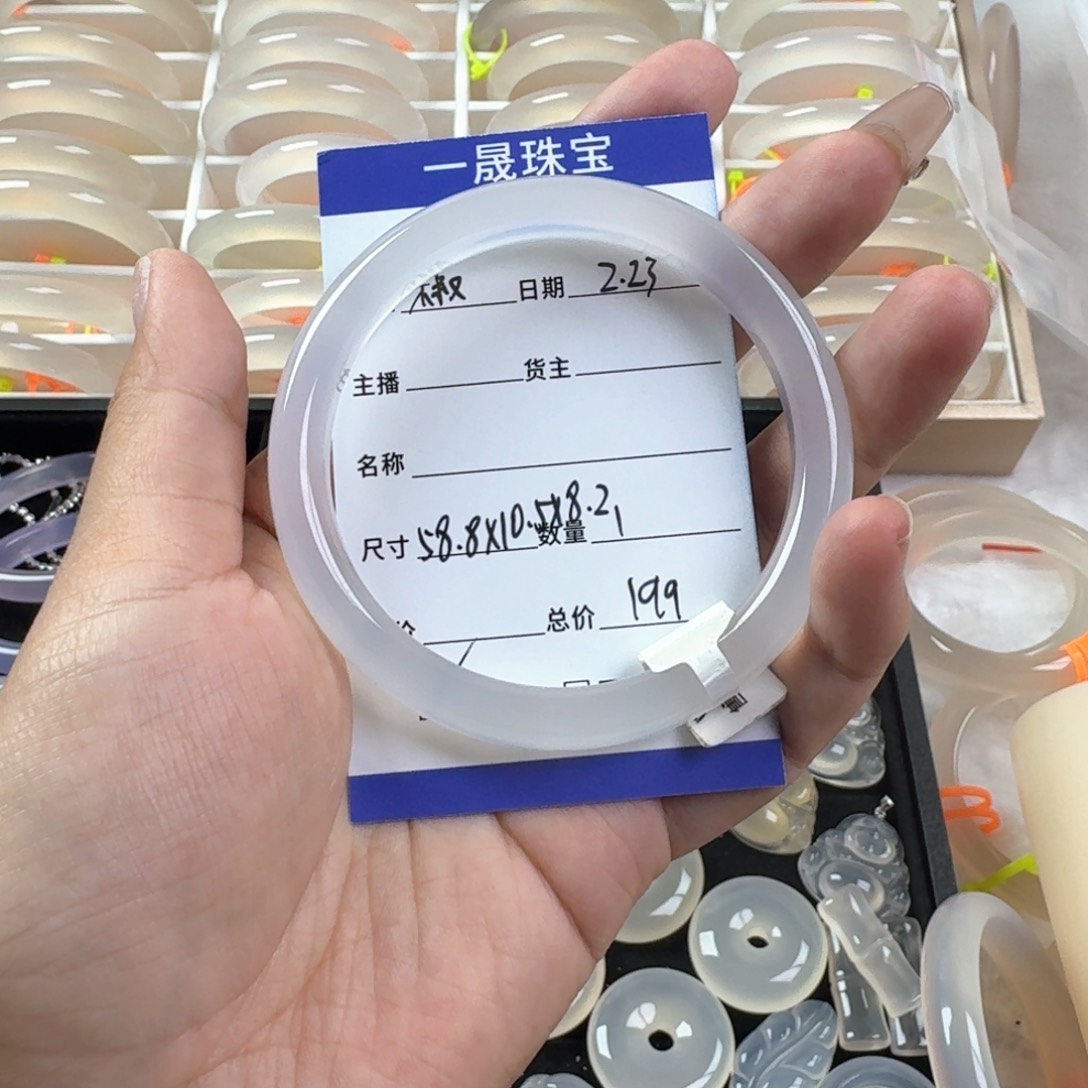 一晟珠宝
日期 2.23
主播 货主
名称
尺寸 58.8x10.5x8.2 数量 1
总价 199